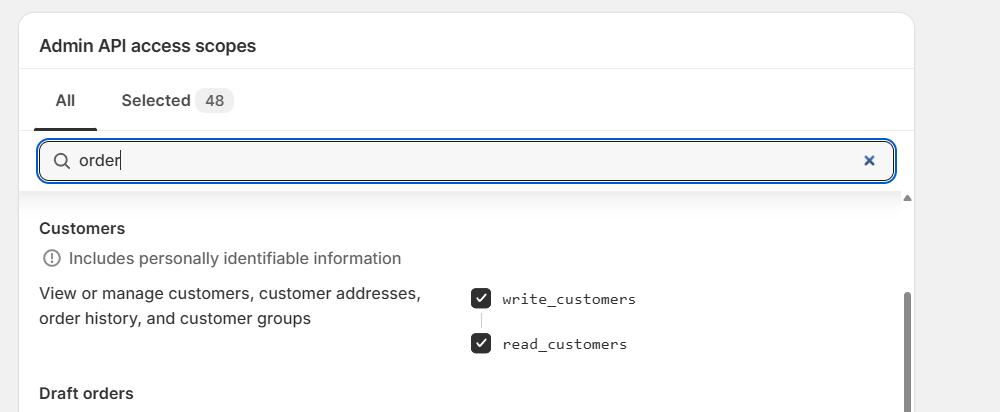 Admin API access scopes
All
Selected 48
order
Customers
Includes personally identifiable information
View or manage customers, customer addresses,
order history, and customer groups
write_customers
read_customers
Draft orders